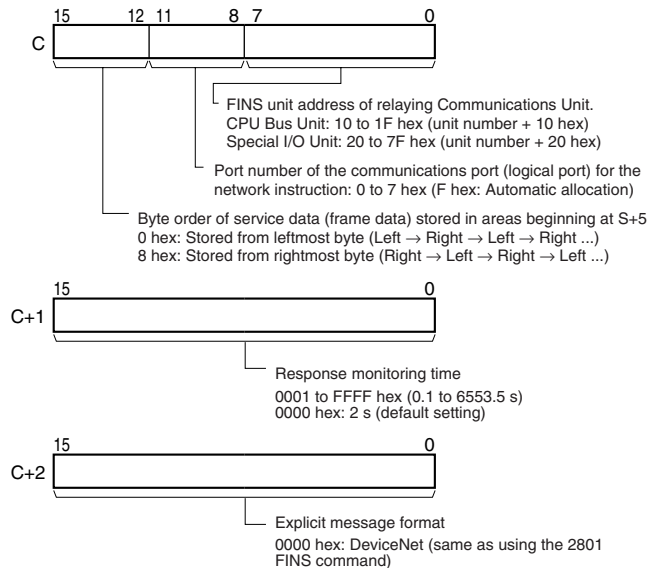 15 12 11 8 7 0
C
FINS unit address of relaying Communications Unit.
CPU Bus Unit: 10 to 1F hex (unit number + 10 hex)
Special I/O Unit: 20 to 7F hex (unit number + 20 hex)
Port number of the communications port (logical port) for the
network instruction: 0 to 7 hex (F hex: Automatic allocation)
Byte order of service data (frame data) stored in areas beginning at S+5
0 hex: Stored from leftmost byte (Left → Right → Left → Right ...)
8 hex: Stored from rightmost byte (Right → Left → Right → Left ...)
15 0
C+1
Response monitoring time
0001 to FFFF hex (0.1 to 6553.5 s)
0000 hex: 2 s (default setting)
15 0
C+2
Explicit message format
0000 hex: DeviceNet (same as using the 2801
FINS command)